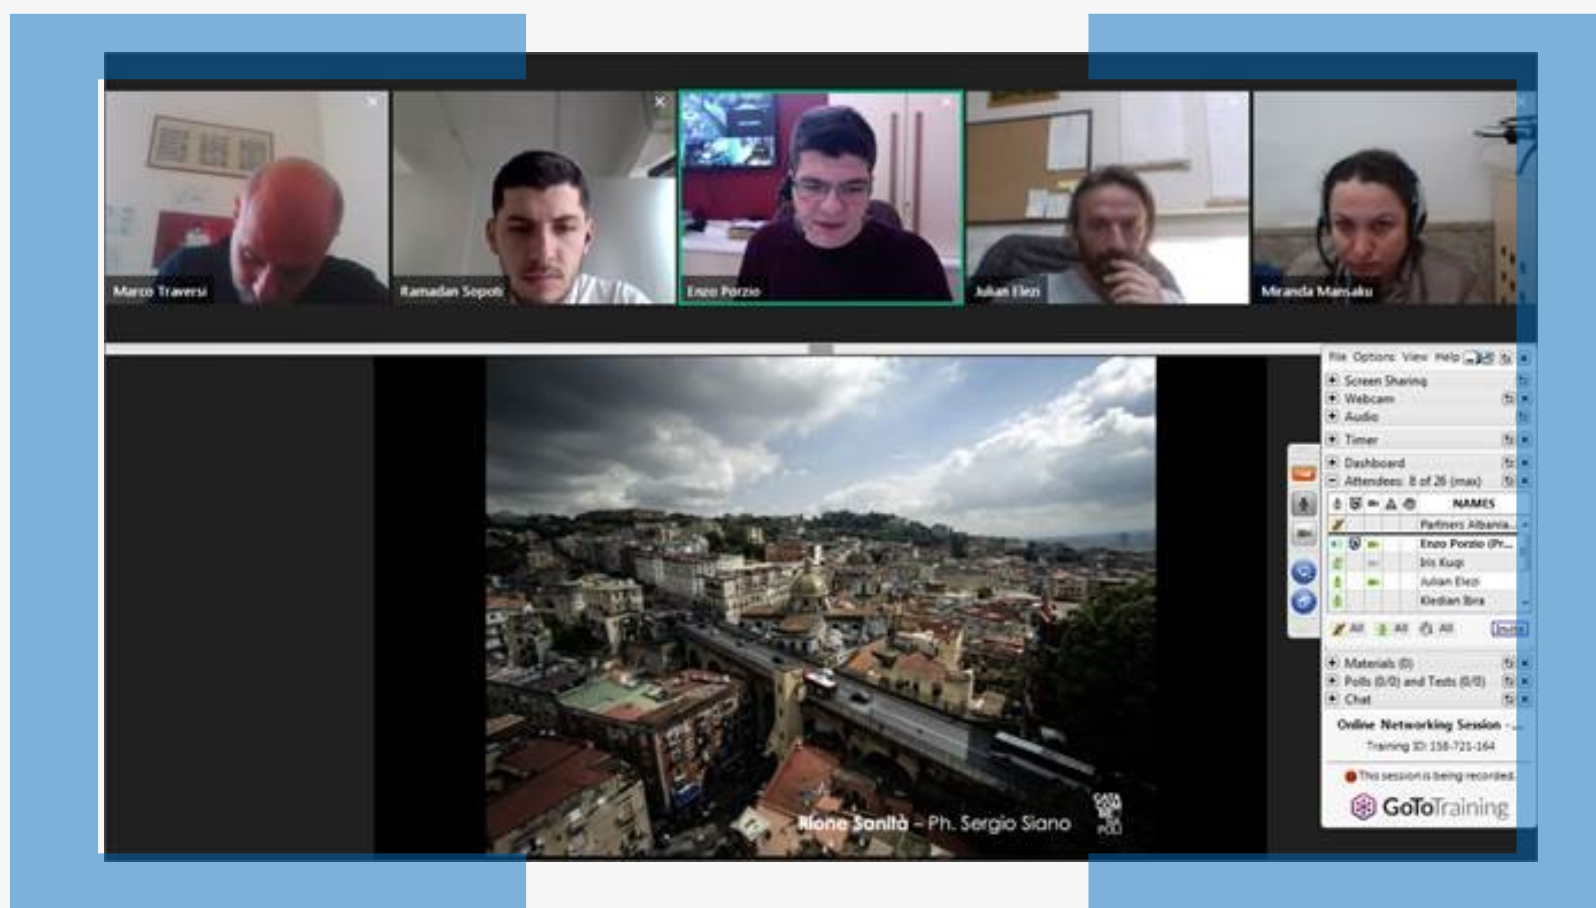 Marco Traversi
Ramadan Sopoti
Enzo Porzio
Julian Elezi
Miranda Mansaku
File Options View Help
Screen Sharing
Webcam
Audio
Timer
Dashboard
Attendees: 8 of 26 (max)
NAMES
Partners Albania...
Enzo Porzio (Pr...
Iris Kuqi
Julian Elezi
Kledian Ibra
All All All Invite
Materials (0)
Polls (0/0) and Tests (0/0)
Chat
Online Networking Session -...
Training ID: 158-721-164
This session is being recorded.
GoToTraining
Rione Sanità – Ph. Sergio Siano